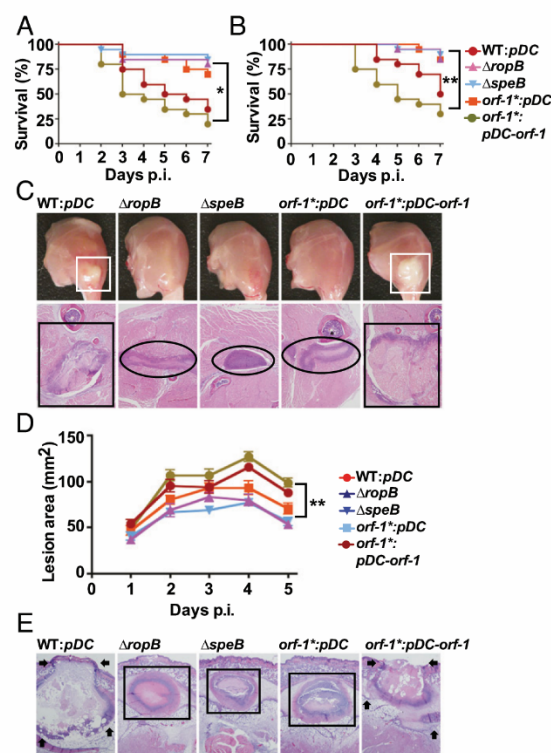 A
B
Survival (%)
100
75
50
25
0
0 1 2 3 4 5 6 7
Days p.i.
*
Survival (%)
100
75
50
25
0
0 1 2 3 4 5 6 7
Days p.i.
**
WT:pDC
ΔropB
ΔspeB
orf-1*:pDC
orf-1*:
pDC-orf-1
C
WT:pDC ΔropB ΔspeB orf-1*:pDC orf-1*:pDC-orf-1
D
Lesion area (mm2)
150
100
50
0
0 1 2 3 4 5
Days p.i.
**
WT:pDC
ΔropB
ΔspeB
orf-1*:pDC
orf-1*:
pDC-orf-1
E
WT:pDC ΔropB ΔspeB orf-1*:pDC orf-1*:pDC-orf-1